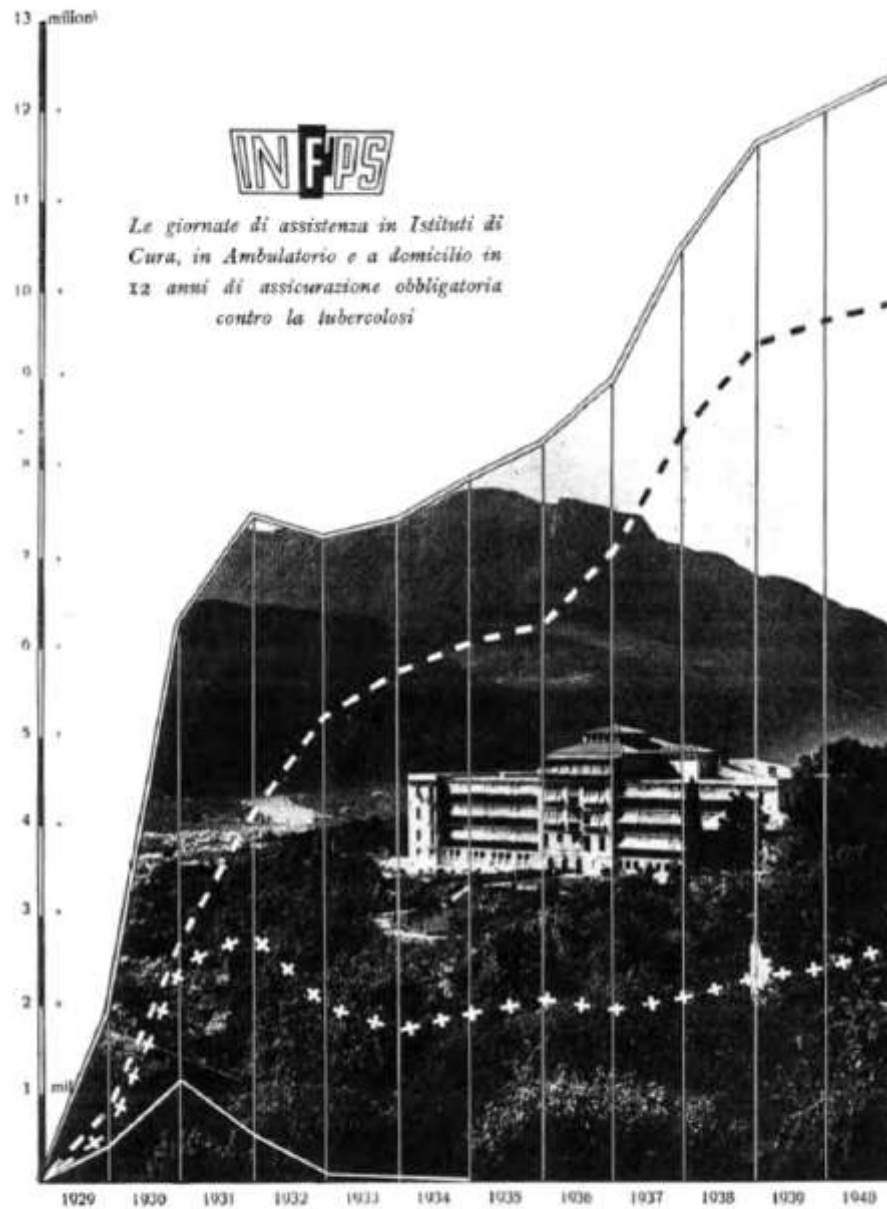 13 milioni
12
INFPS
11
Le giornate di assistenza in Istituti di
Cura, in Ambulatorio e a domicilio in
12 anni di assicurazione obbligatoria
contro la tubercolosi
10
9
8
7
6
5
4
3
2
1 mil
1929 1930 1931 1932 1933 1934 1935 1936 1937 1938 1939 1940